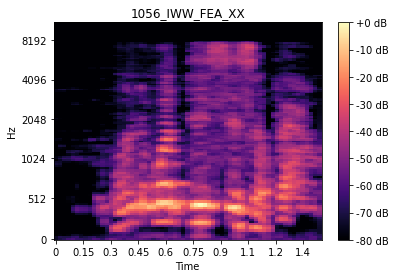 1056_IWW_FEA_XX
+0 dB
8192
-10 dB
4096
-20 dB
-30 dB
2048
Hz
-40 dB
1024
-50 dB
512
-60 dB
-70 dB
0
-80 dB
0 0.15 0.3 0.45 0.6 0.75 0.9 1.1 1.2 1.4
Time